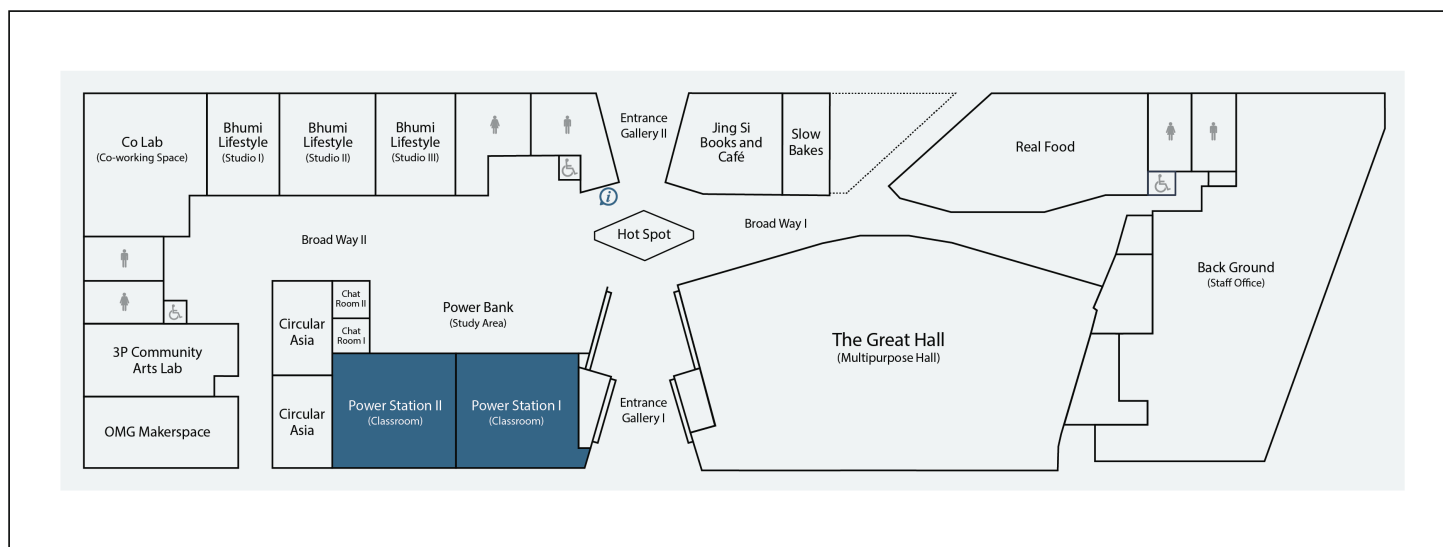 Co Lab
(Co-working Space)
Bhumi
Lifestyle
(Studio I)
Bhumi
Lifestyle
(Studio II)
Bhumi
Lifestyle
(Studio III)
Entrance
Gallery II
Jing Si
Books and
Café
Slow
Bakes
Real Food
i
Broad Way II
Hot Spot
Broad Way I
Back Ground
(Staff Office)
Chat
Room II
Power Bank
(Study Area)
Circular
Asia
Chat
Room I
The Great Hall
(Multipurpose Hall)
3P Community
Arts Lab
Power Station II
(Classroom)
Power Station I
(Classroom)
Entrance
Gallery I
Circular
Asia
OMG Makerspace